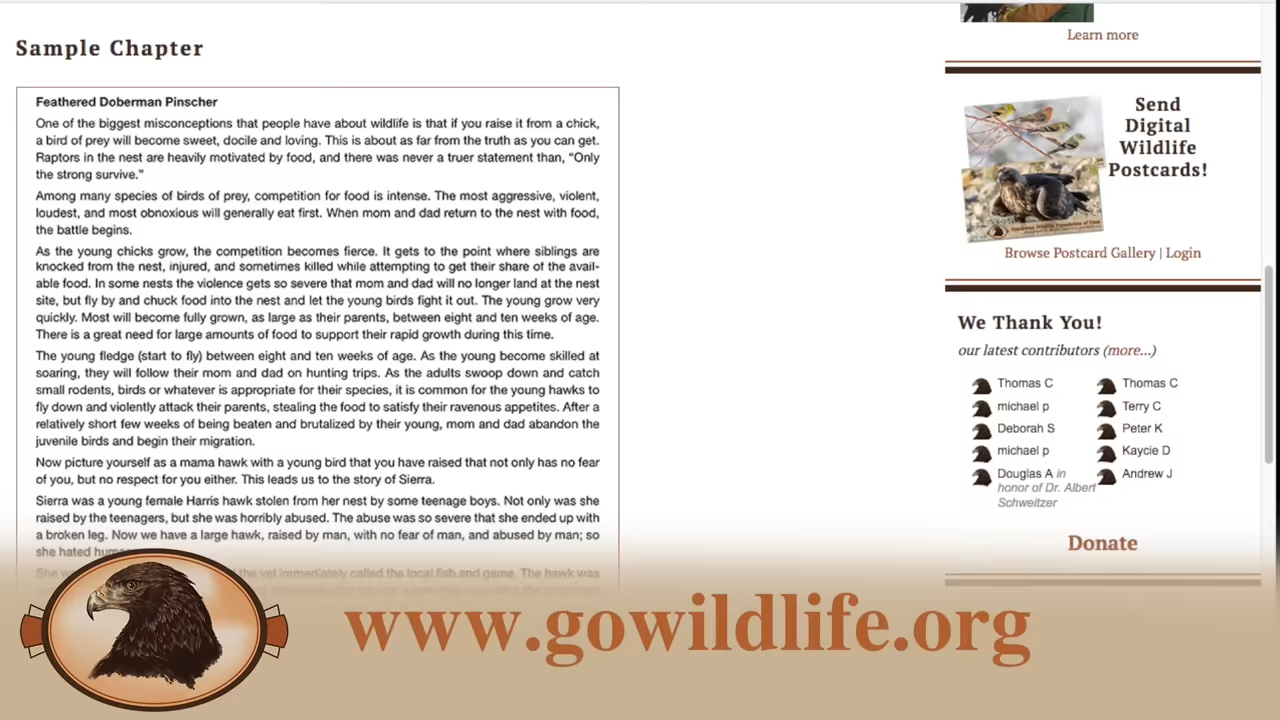 Sample Chapter
Feathered Doberman Pinscher
One of the biggest misconceptions that people have about wildlife is that if you raise it from a chick,
a bird of prey will become sweet, docile and loving. This is about as far from the truth as you can get.
Raptors in the nest are heavily motivated by food, and there was never a truer statement than, “Only
the strong survive.”
Among many species of birds of prey, competition for food is intense. The most aggressive, violent,
loudest, and most obnoxious will generally eat first. When mom and dad return to the nest with food,
the battle begins.
As the young chicks grow, the competition becomes fierce. It gets to the point where siblings are
knocked from the nest, injured, and sometimes killed while attempting to get their share of the avail-
able food. In some nests the violence gets so severe that mom and dad will no longer land at the nest
site, but fly by and chuck food into the nest and let the young birds fight it out. The young grow very
quickly. Most will become fully grown, as large as their parents, between eight and ten weeks of age.
There is a great need for large amounts of food to support their rapid growth during this time.
The young fledge (start to fly) between eight and ten weeks of age. As the young become skilled at
soaring, they will follow their mom and dad on hunting trips. As the adults swoop down and catch
small rodents, birds or whatever is appropriate for their species, it is common for the young hawks to
fly down and violently attack their parents, stealing the food to satisfy their ravenous appetites. After a
relatively short few weeks of being beaten and brutalized by their young, mom and dad abandon the
juvenile birds and begin their migration.
Now picture yourself as a mama hawk with a young bird that you have raised that not only has no fear
of you, but no respect for you either. This leads us to the story of Sierra.
Sierra was a young female Harris hawk stolen from her nest by some teenage boys. Not only was she
raised by the teenagers, but she was horribly abused. The abuse was so severe that she ended up with
a broken leg. Now we have a large hawk, raised by man, with no fear of man, and abused by man; so
she hated
the vet immediately called the local fish and game. The hawk was
Learn more
Send
Digital
Wildlife
Postcards!
Browse Postcard Gallery | Login
We Thank You!
our latest contributors (more...)
Thomas C Thomas C
michael p Terry C
Deborah S Peter K
michael p Kaycie D
Douglas A in Andrew J
honor of Dr. Albert
Schweitzer
Donate
www.gowildlife.org